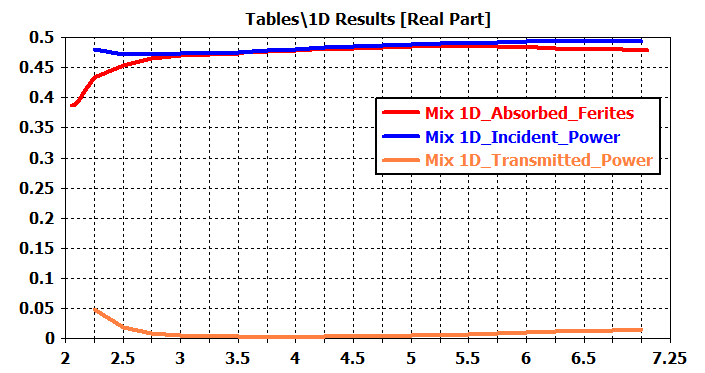 Tables\1D Results [Real Part]
0.5
0.45
0.4
0.35
0.3
0.25
0.2
0.15
0.1
0.05
0
Mix 1D_Absorbed_Ferites
Mix 1D_Incident_Power
Mix 1D_Transmitted_Power
2 2.5 3 3.5 4 4.5 5 5.5 6 6.5 7.25